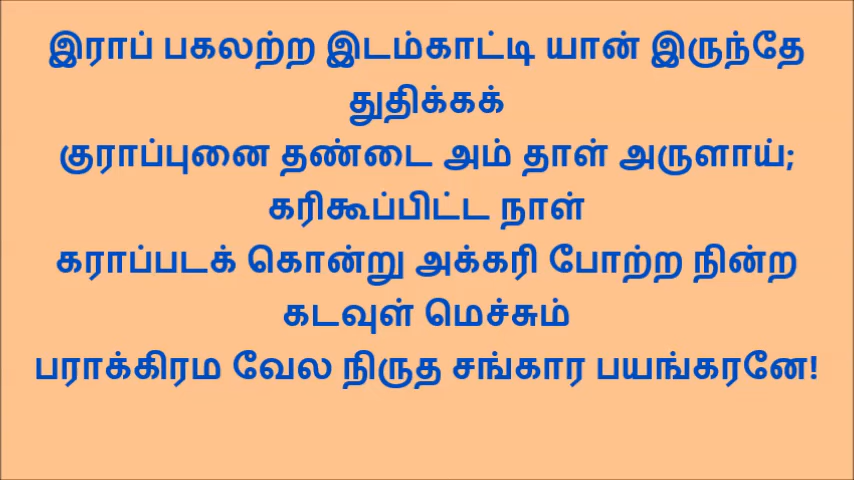 இராப் பகலற்ற இடம்காட்டி யான் இருந்தே
துதிக்கக்
குராப்புனை தண்டை அம் தாள் அருளாய்;
கரிகூப்பிட்ட நாள்
கராப்படக் கொன்று அக்கரி போற்ற நின்ற
கடவுள் மெச்சும்
பராக்கிரம வேல நிருத சங்கார பயங்கரனே!